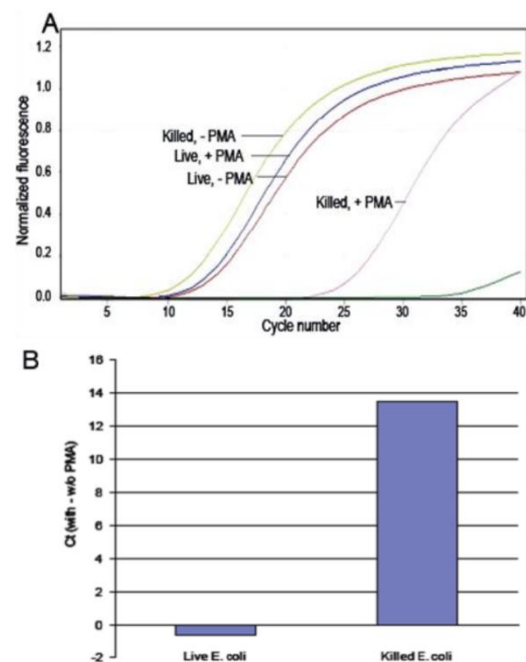 A
1.2
1.0
0.8
0.6
0.4
0.2
0.0
Normalized fluorescence
Killed, - PMA
Live, + PMA
Live, - PMA
Killed, + PMA
5 10 15 20 25 30 35 40
Cycle number
B
16
14
12
10
8
6
4
2
0
-2
Ct (with - w/o PMA)
Live E. coli Killed E. coli